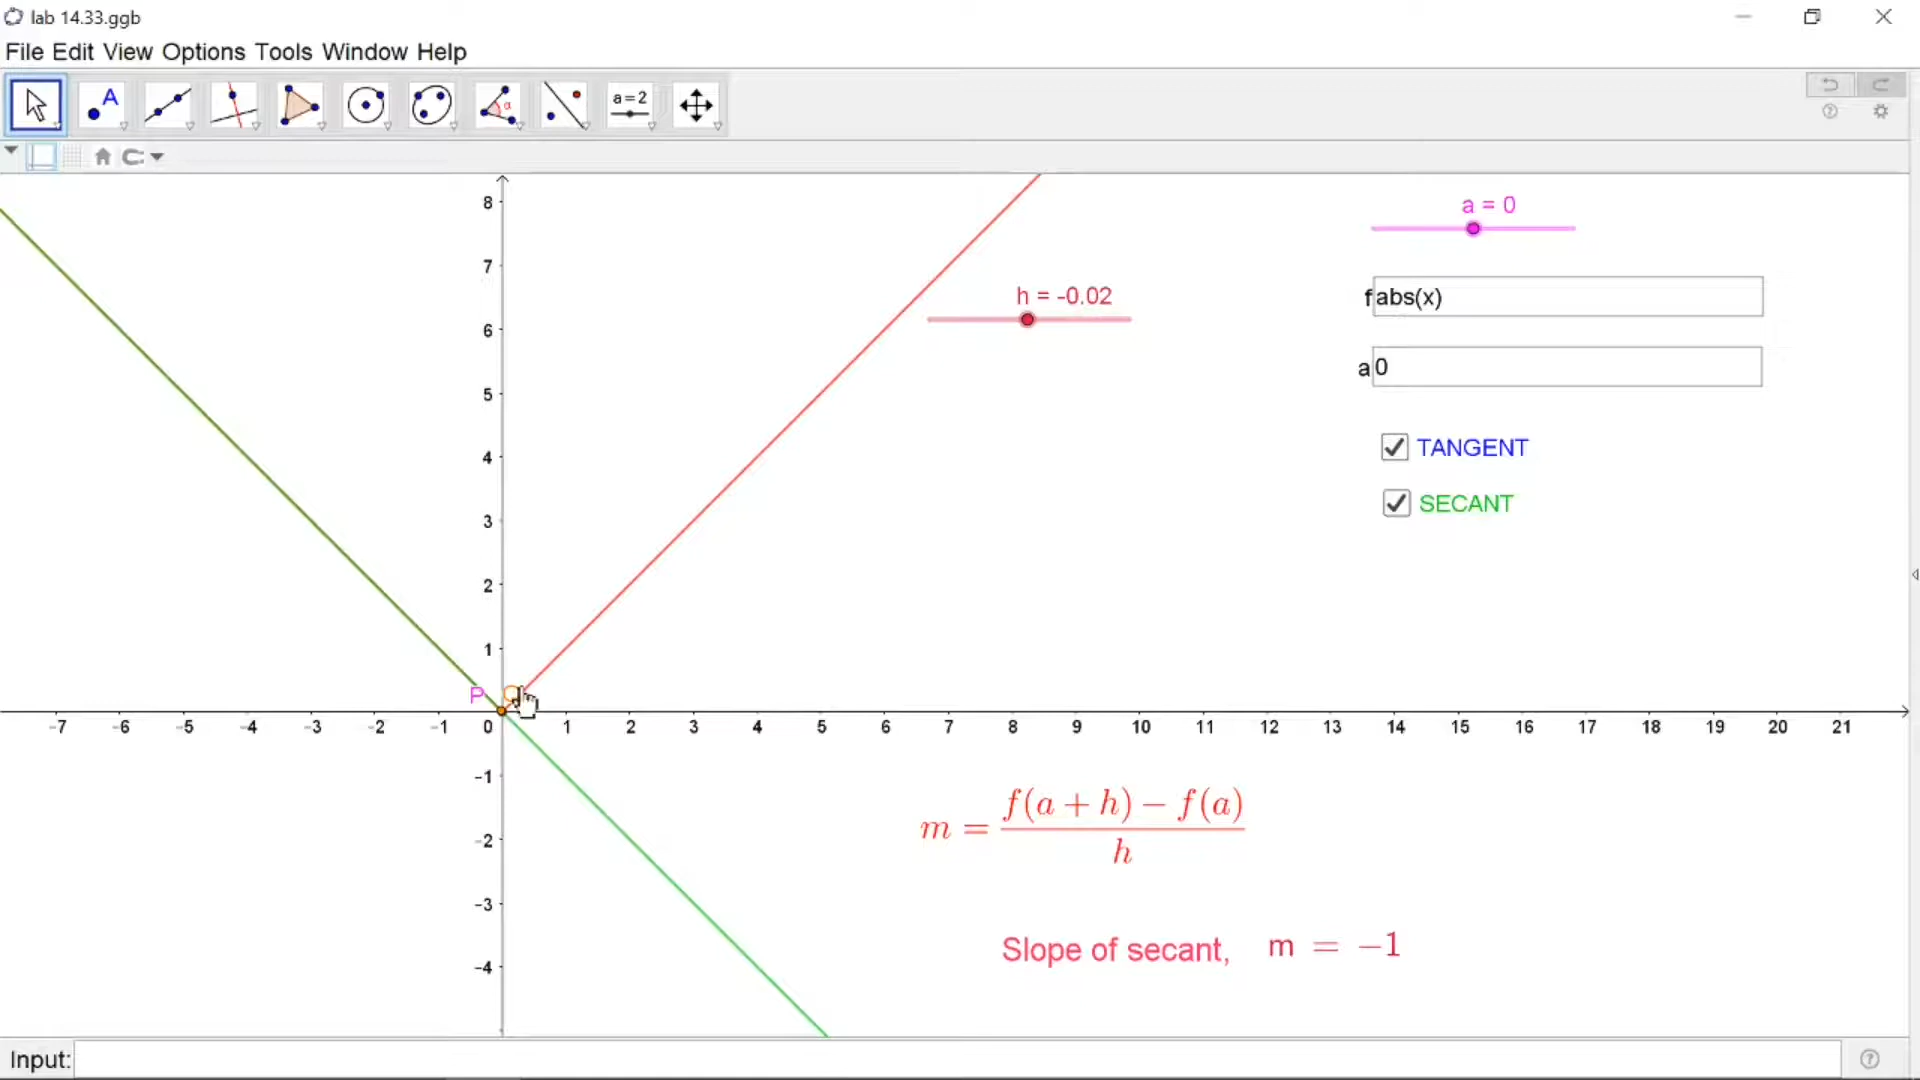 lab 14.33.ggb
File Edit View Options Tools Window Help
A
α
a=2
a = 0
h = -0.02
f abs(x)
a 0
TANGENT
SECANT
8
7
6
5
4
3
2
1
P
-7 -6 -5 -4 -3 -2 -1 0 1 2 3 4 5 6 7 8 9 10 11 12 13 14 15 16 17 18 19 20 21
-1
-2
-3
-4
m = \frac{f(a + h) − f(a)}{h}
Slope of secant, m = −1
Input: